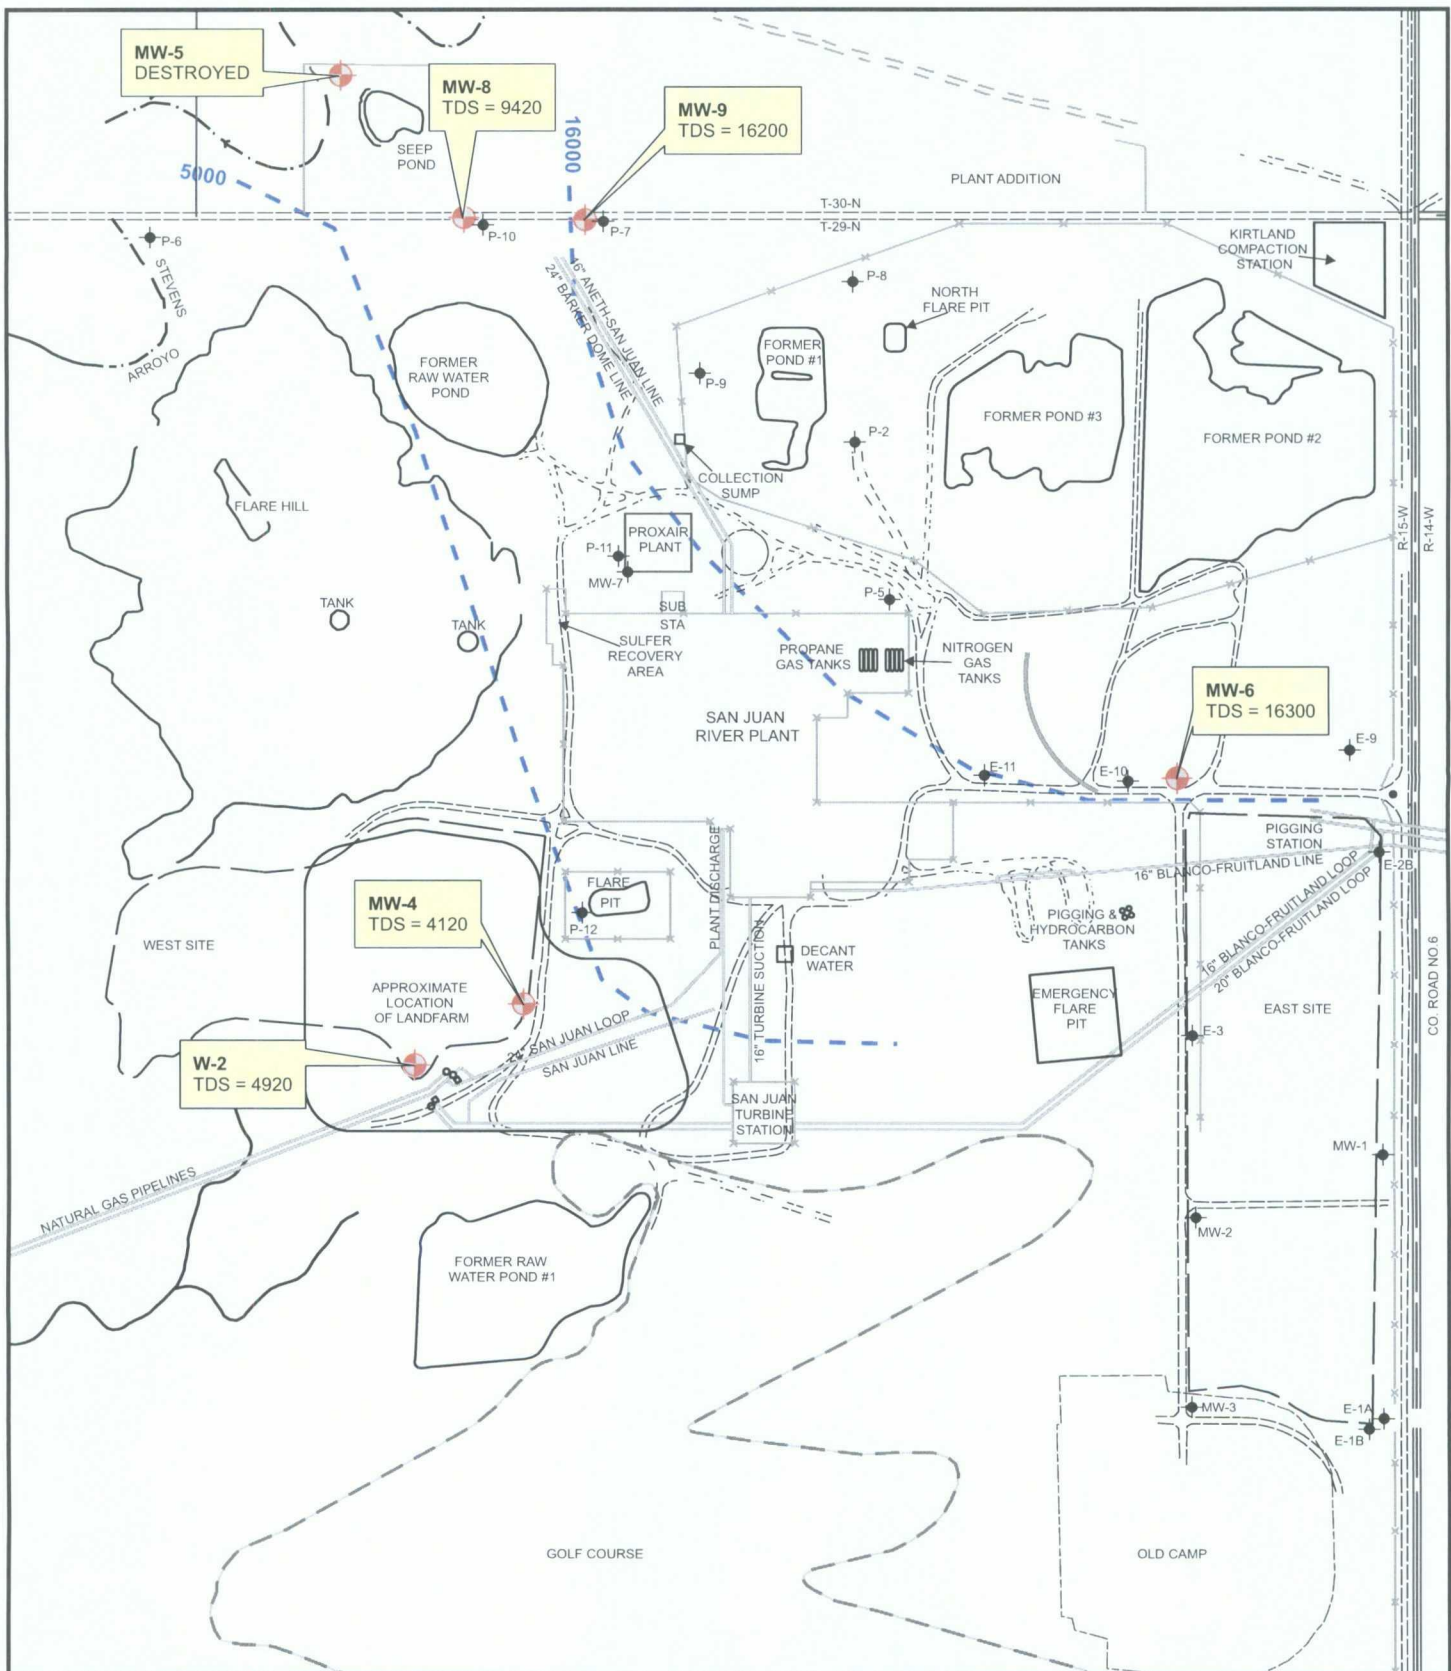 MW-5
DESTROYED
MW-8
TDS = 9420
MW-9
TDS = 16200
16000
5000
SEEP
POND
PLANT ADDITION
T-30-N
T-29-N
P-6
P-10
P-7
KIRTLAND
COMPACTION
STATION
STEVENS
ARROYO
P-8
NORTH
FLARE PIT
16" ANETH-SAN JUAN LINE
24" BARKER DOME LINE
FORMER
RAW WATER
POND
FORMER
POND #1
P-9
FORMER POND #3
FORMER POND #2
P-2
COLLECTION
SUMP
FLARE HILL
PROXAIR
PLANT
P-11
MW-7
R-15-W
R-14-W
TANK
TANK
SUB
STA
P-5
SULFER
RECOVERY
AREA
PROPANE
GAS TANKS
NITROGEN
GAS
TANKS
MW-6
TDS = 16300
SAN JUAN
RIVER PLANT
E-9
E-11
E-10
PIGGING
STATION
E-2B
16" BLANCO-FRUITLAND LINE
16" BLANCO-FRUITLAND LOOP
20" BLANCO-FRUITLAND LOOP
FLARE
PIT
P-12
MW-4
TDS = 4120
PLANT DISCHARGE
16" TURBINE SUCTION
WEST SITE
PIGGING &
HYDROCARBON
TANKS
DECANT
WATER
APPROXIMATE
LOCATION
OF LANDFARM
EMERGENCY
FLARE
PIT
EAST SITE
CO. ROAD NO.6
E-3
24" SAN JUAN LOOP
SAN JUAN LINE
W-2
TDS = 4920
SAN JUAN
TURBINE
STATION
MW-1
NATURAL GAS PIPELINES
MW-2
FORMER RAW
WATER POND #1
MW-3
E-1A
E-1B
GOLF COURSE
OLD CAMP